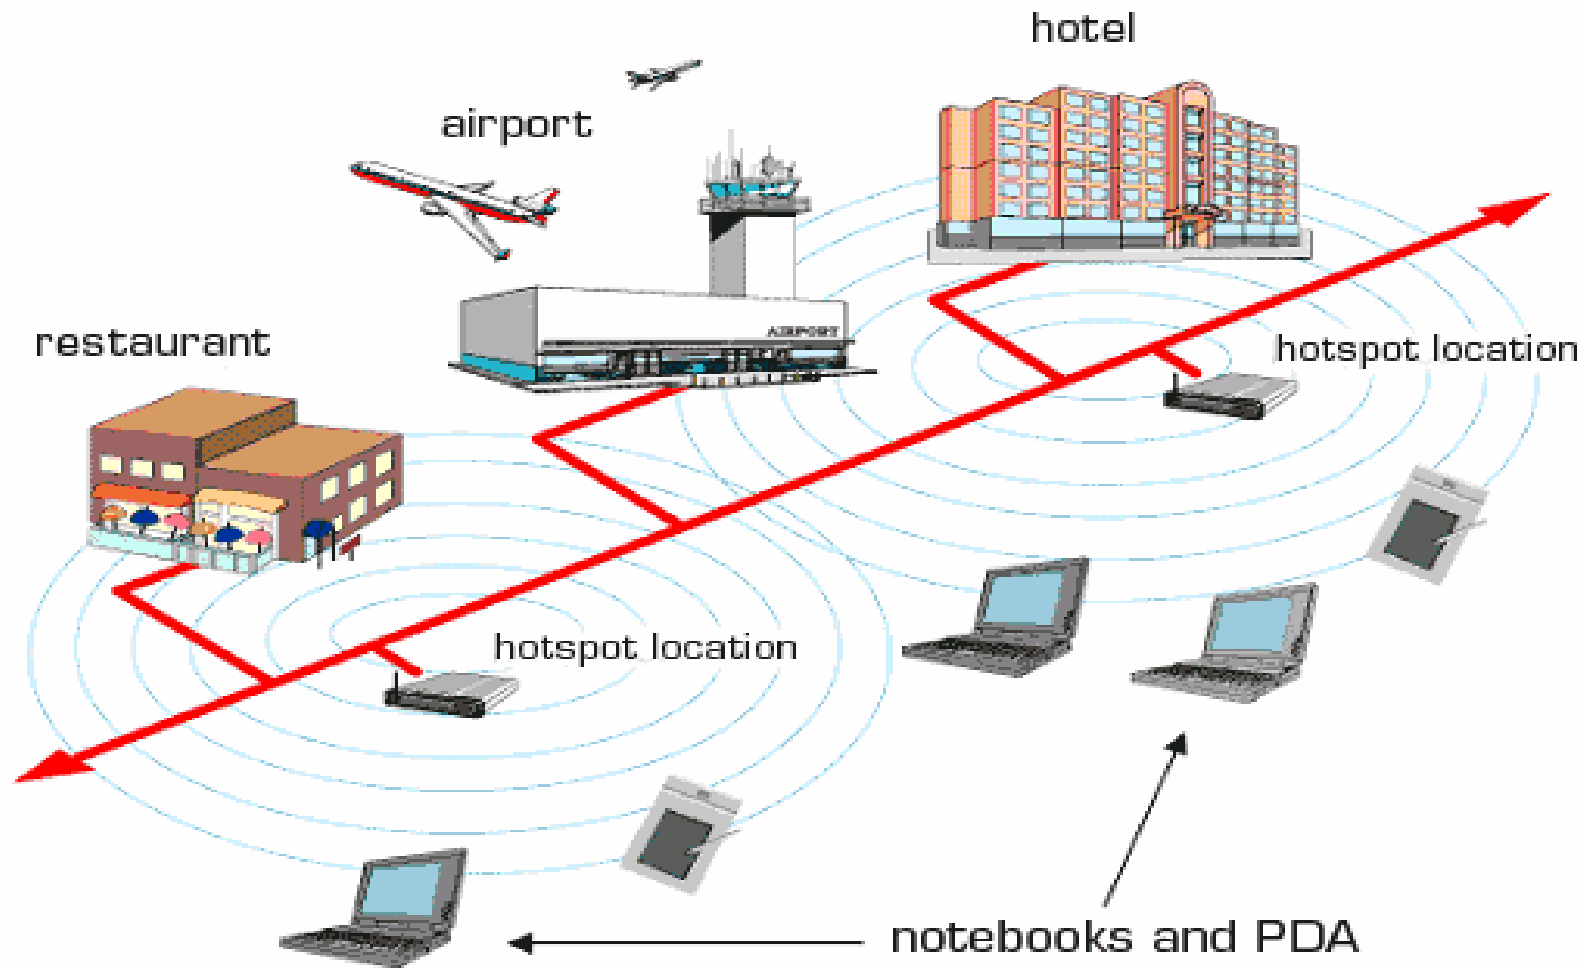 hotel
airport
AIRPORT
restaurant
hotspot location
hotspot location
notebooks and PDA